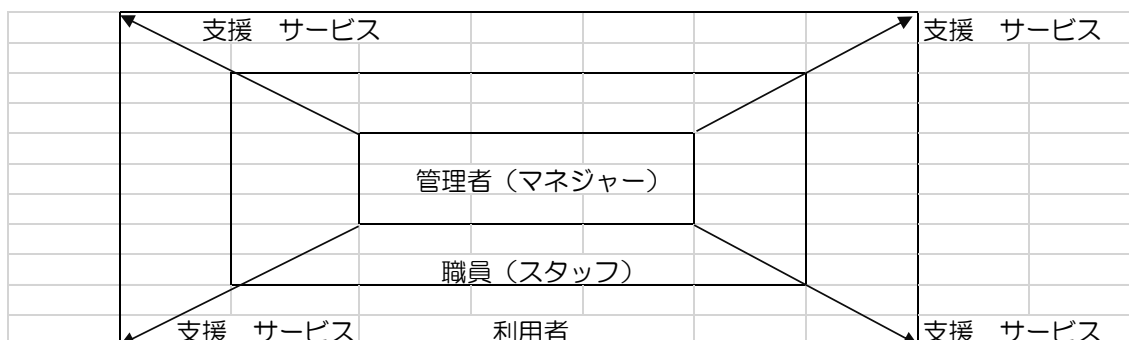 支援　サービス
支援　サービス
管理者（マネジャー）
職員（スタッフ）
支援　サービス
利用者
支援　サービス